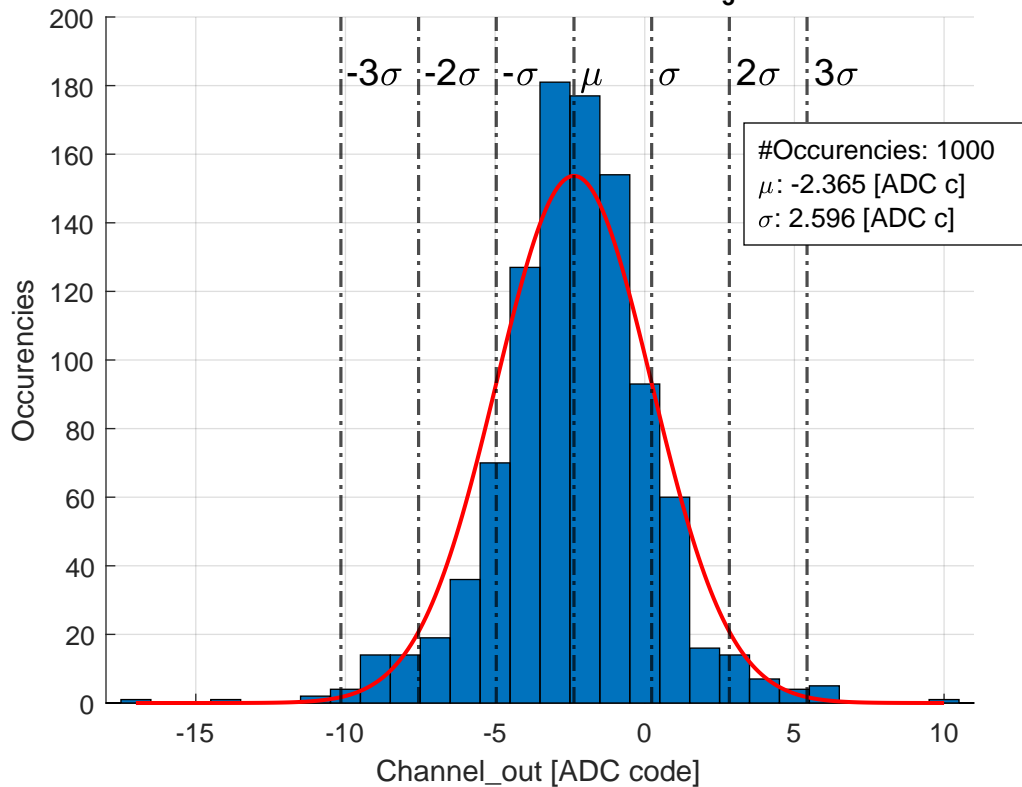 200
180
160
140
120
100
80
60
40
20
0
Occurencies
-3σ -2σ -σ μ σ 2σ 3σ
#Occurencies: 1000
μ: -2.365 [ADC c]
σ: 2.596 [ADC c]
-15 -10 -5 0 5 10
Channel_out [ADC code]